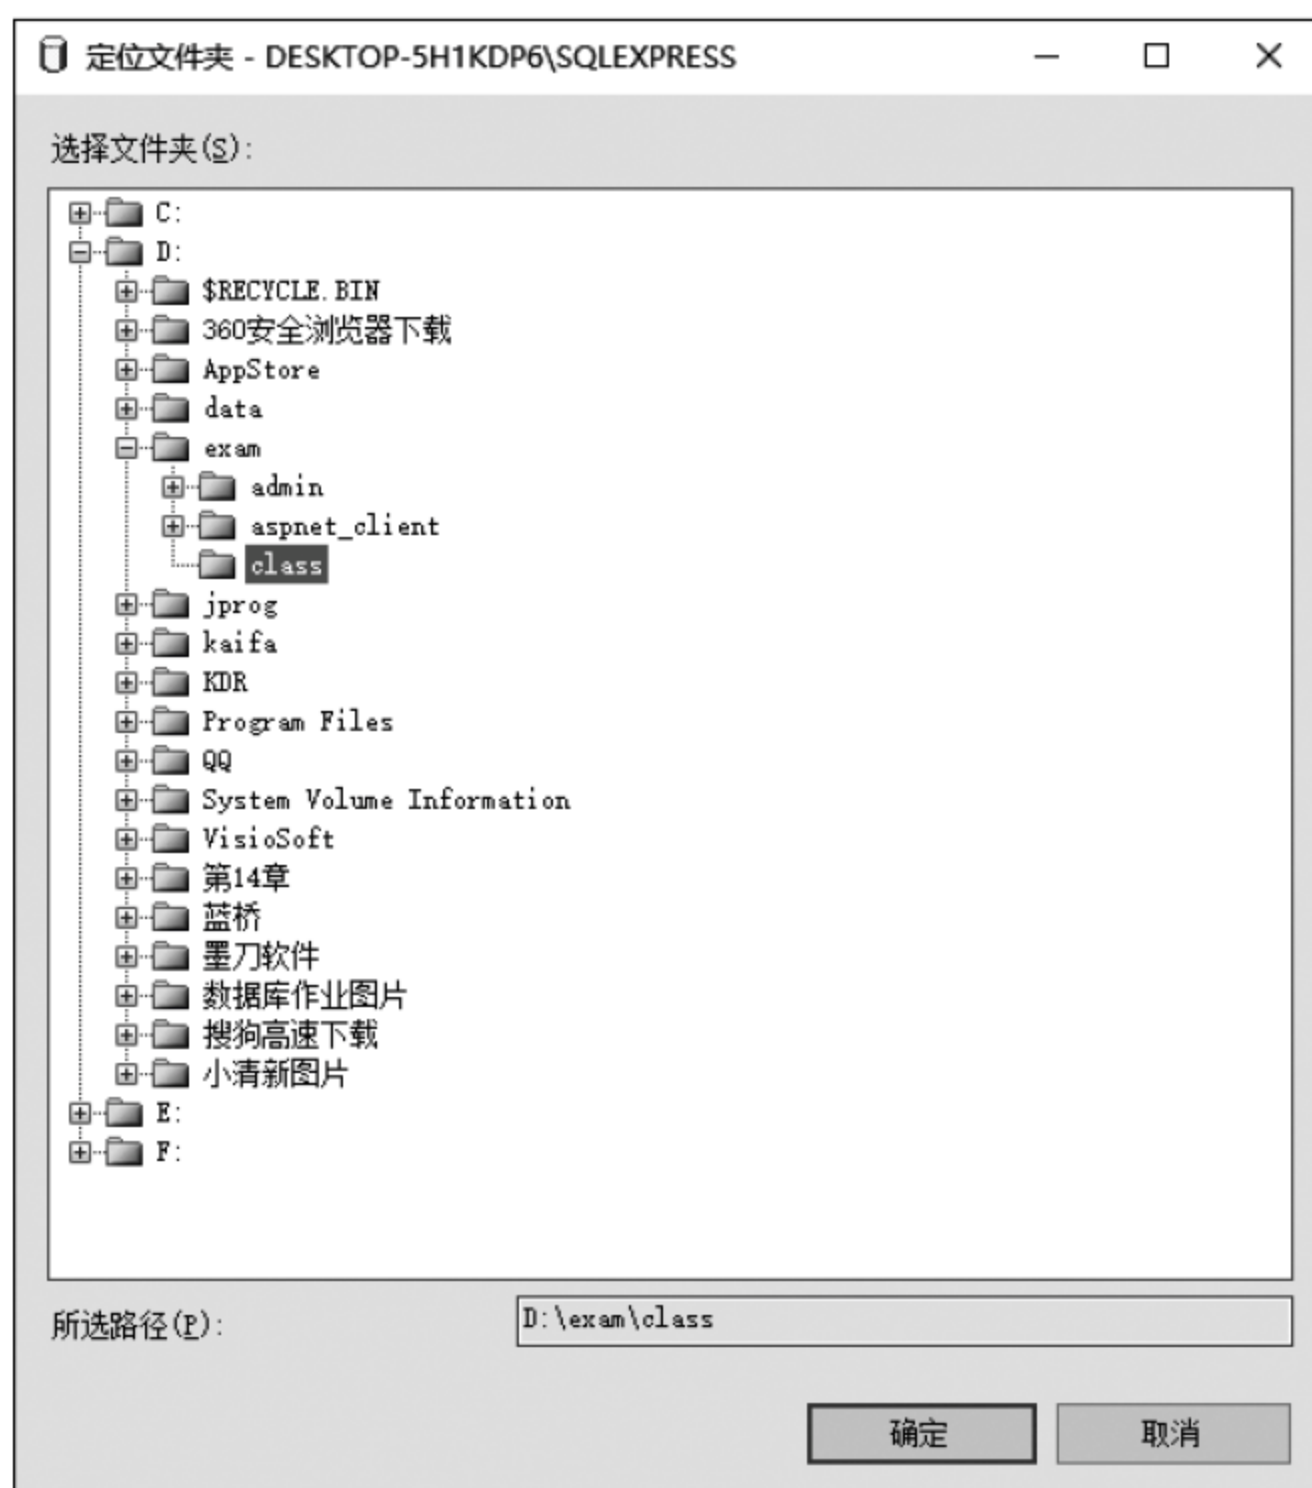 定位文件夹 - DESKTOP-5H1KDP6\SQLEXPRESS
选择文件夹(S):
C:
D:
$RECYCLE.BIN
360安全浏览器下载
AppStore
data
exam
admin
aspnet_client
class
jprog
kaifa
KDR
Program Files
QQ
System Volume Information
VisioSoft
第14章
蓝桥
墨刀软件
数据库作业图片
搜狗高速下载
小清新图片
E:
F:
所选路径(P): D:\exam\class
确定 取消